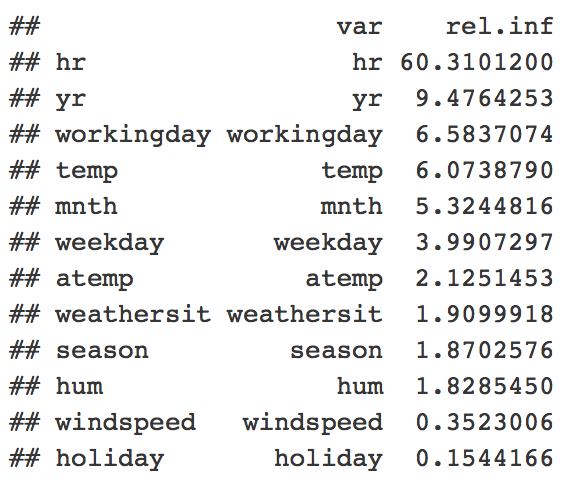 ##                   var    rel.inf
## hr                 hr 60.3101200
## yr                 yr  9.4764253
## workingday workingday  6.5837074
## temp             temp  6.0738790
## mnth             mnth  5.3244816
## weekday       weekday  3.9907297
## atemp           atemp  2.1251453
## weathersit weathersit  1.9099918
## season         season  1.8702576
## hum               hum  1.8285450
## windspeed   windspeed  0.3523006
## holiday       holiday  0.1544166